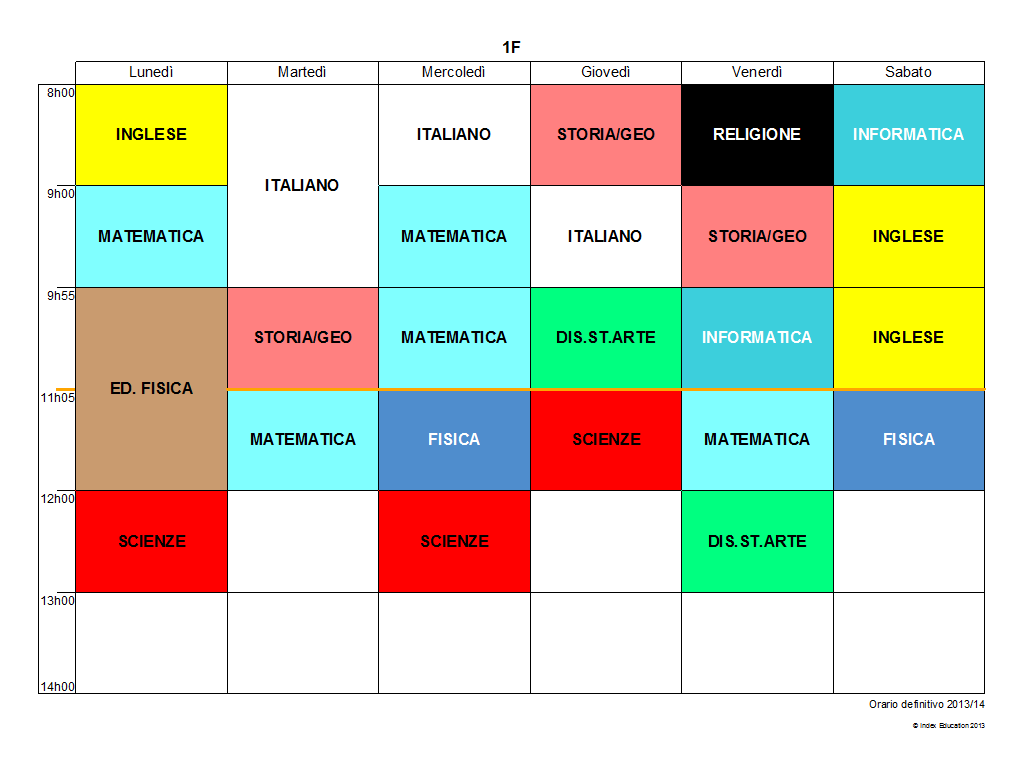 1F
Lunedì Martedì Mercoledì Giovedì Venerdì Sabato
8h00
INGLESE ITALIANO STORIA/GEO RELIGIONE INFORMATICA
ITALIANO
9h00
MATEMATICA MATEMATICA ITALIANO STORIA/GEO INGLESE
9h55
STORIA/GEO MATEMATICA DIS.ST.ARTE INFORMATICA INGLESE
ED. FISICA
11h05
MATEMATICA FISICA SCIENZE MATEMATICA FISICA
12h00
SCIENZE SCIENZE DIS.ST.ARTE
13h00
14h00
Orario definitivo 2013/14
© Index Education 2013